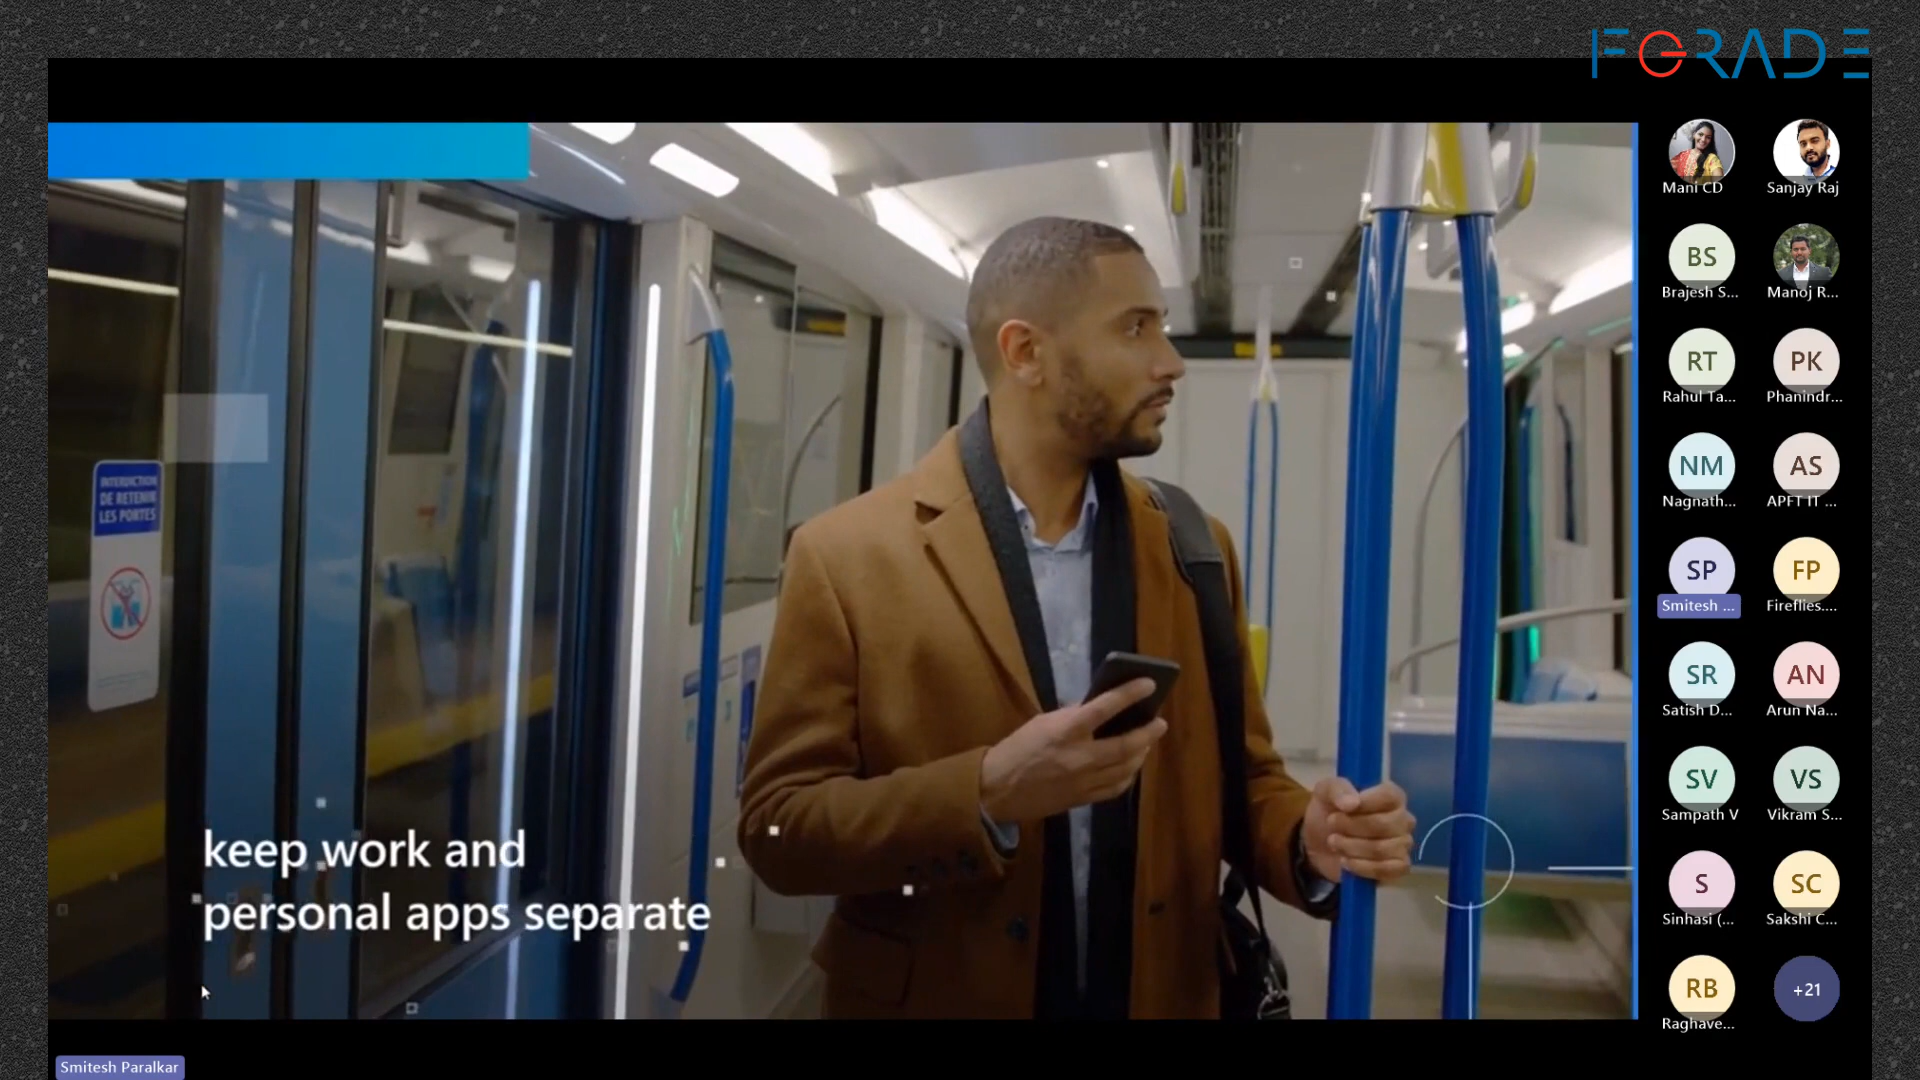 FGRADE
Mani CD
Sanjay Raj
BS
Brajesh S...
Manoj R...
RT
Rahul Ta...
PK
Phanindr...
NM
Nagnath...
AS
APFT IT ...
SP
Smitesh ...
FP
Fireflies....
SR
Satish D...
AN
Arun Na...
SV
Sampath V
VS
Vikram S...
S
Sinhasi (...
SC
Sakshi C...
RB
Raghave...
+21
INTERDICTION
DE RETENIR
LES PORTES
keep work and
personal apps separate
Smitesh Paralkar